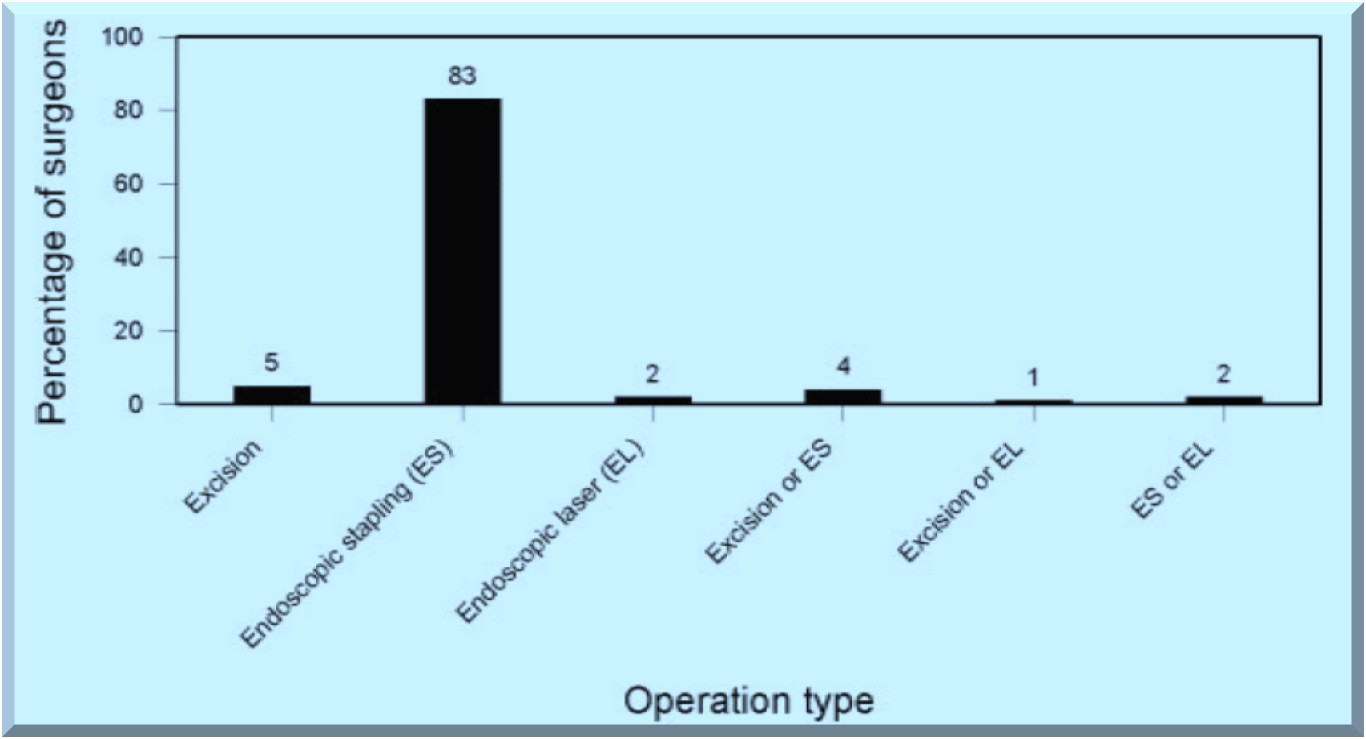 Percentage of surgeons
100
80
60
40
20
0
5
83
2
4
1
2
Excision
Endoscopic stapling (ES)
Endoscopic laser (EL)
Excision or ES
Excision or EL
ES or EL
Operation type